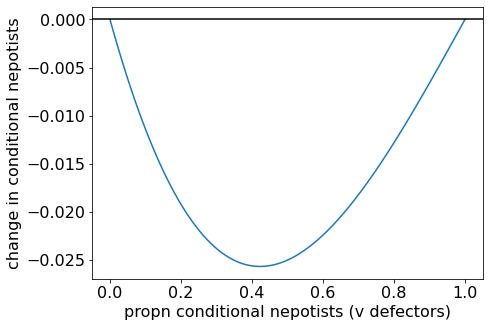 change in conditional nepotists
0.000
−0.005
−0.010
−0.015
−0.020
−0.025
0.0 0.2 0.4 0.6 0.8 1.0
propn conditional nepotists (v defectors)